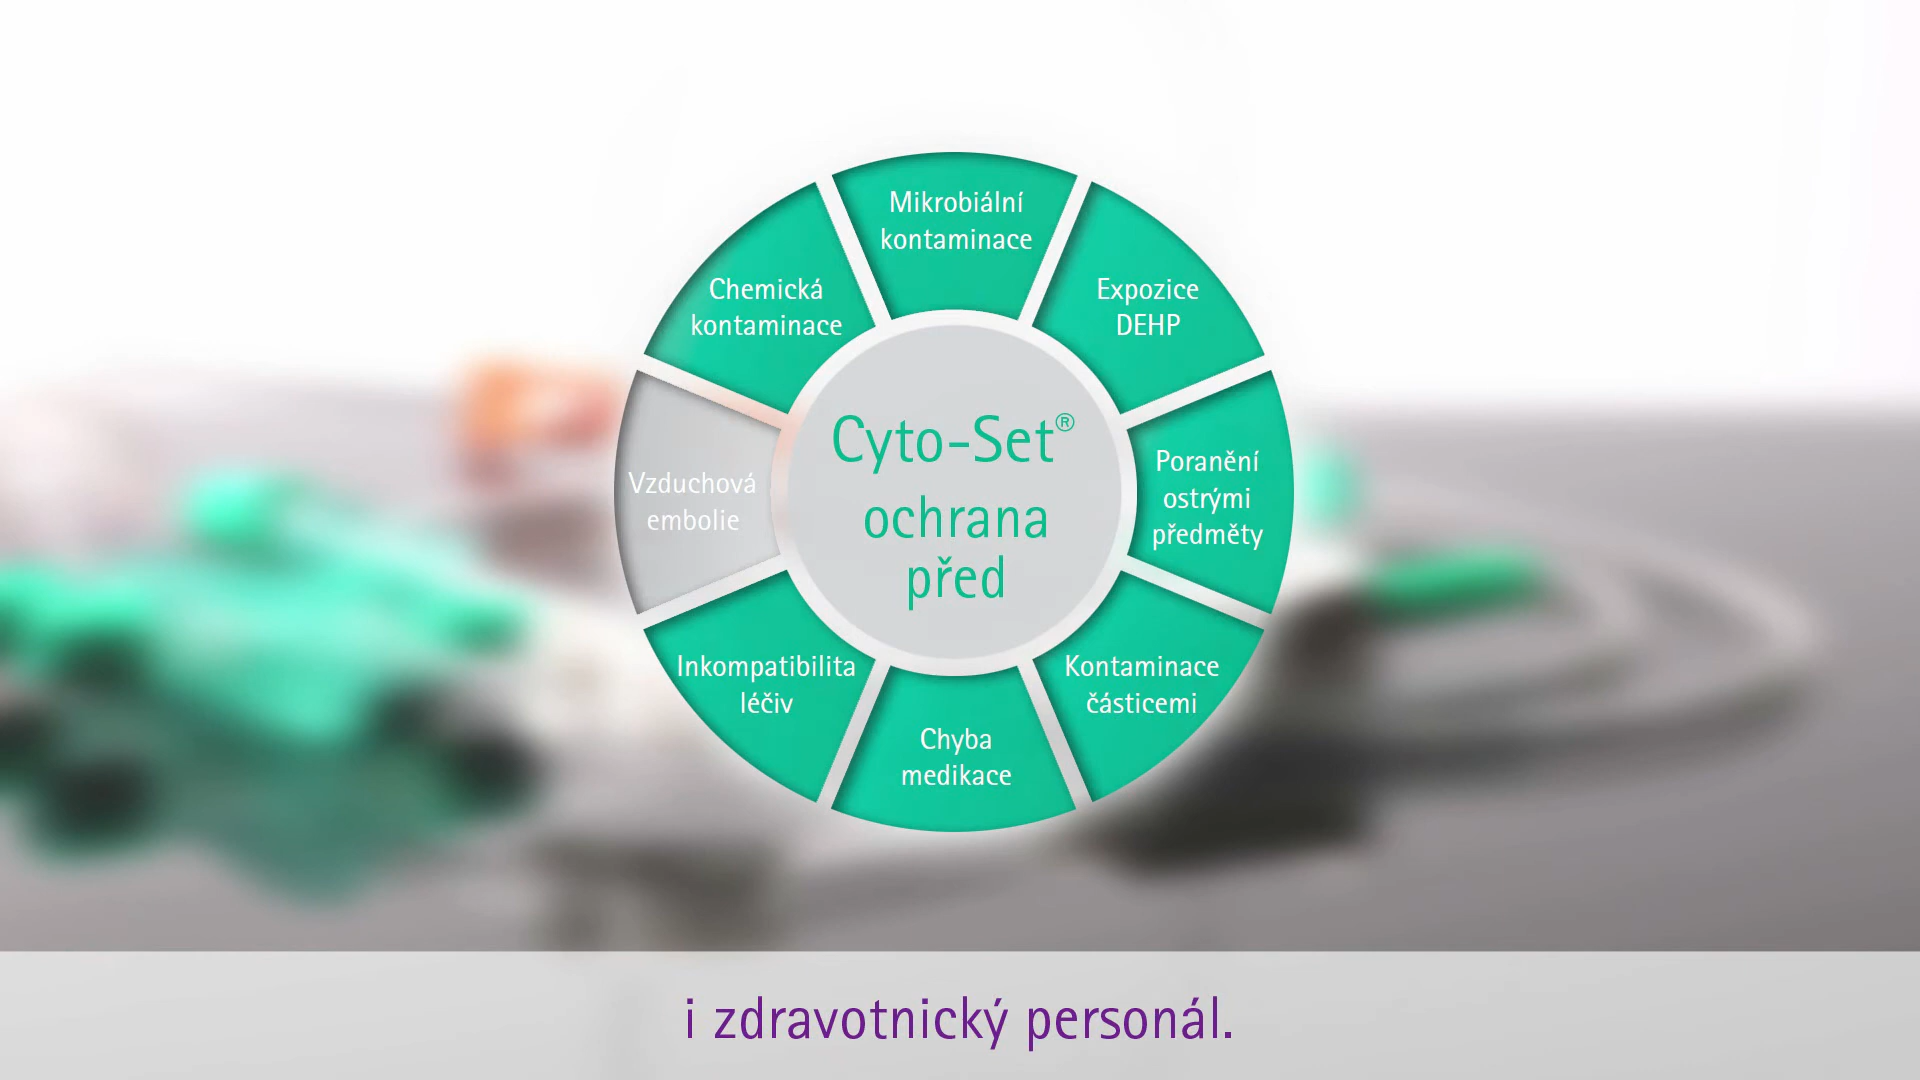 Mikrobiální
kontaminace
Expozice
DEHP
Poranění
ostrými
předměty
Kontaminace
částicemi
Chyba
medikace
Inkompatibilita
léčiv
Vzduchová
embolie
Chemická
kontaminace
Cyto-Set®
ochrana
před
i zdravotnický personál.